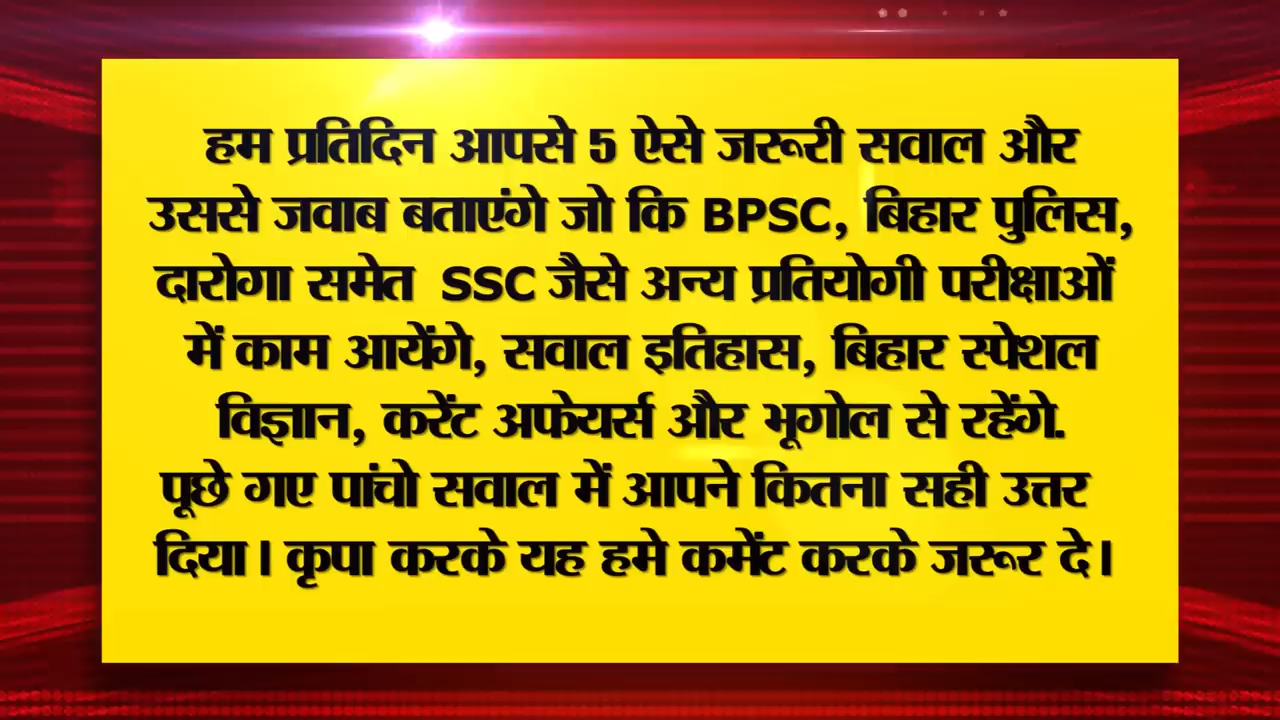 हम प्रतिदिन आपसे 5 ऐसे जरूरी सवाल और
उससे जवाब बताएंगे जो कि BPSC, बिहार पुलिस,
दारोगा समेत SSC जैसे अन्य प्रतियोगी परीक्षाओं
में काम आयेंगे, सवाल इतिहास, बिहार स्पेशल
विज्ञान, करेंट अफेयर्स और भूगोल से रहेंगे.
पूछे गए पांचो सवाल में आपने कितना सही उत्तर
दिया। कृपा करके यह हमे कमेंट करके जरूर दे।